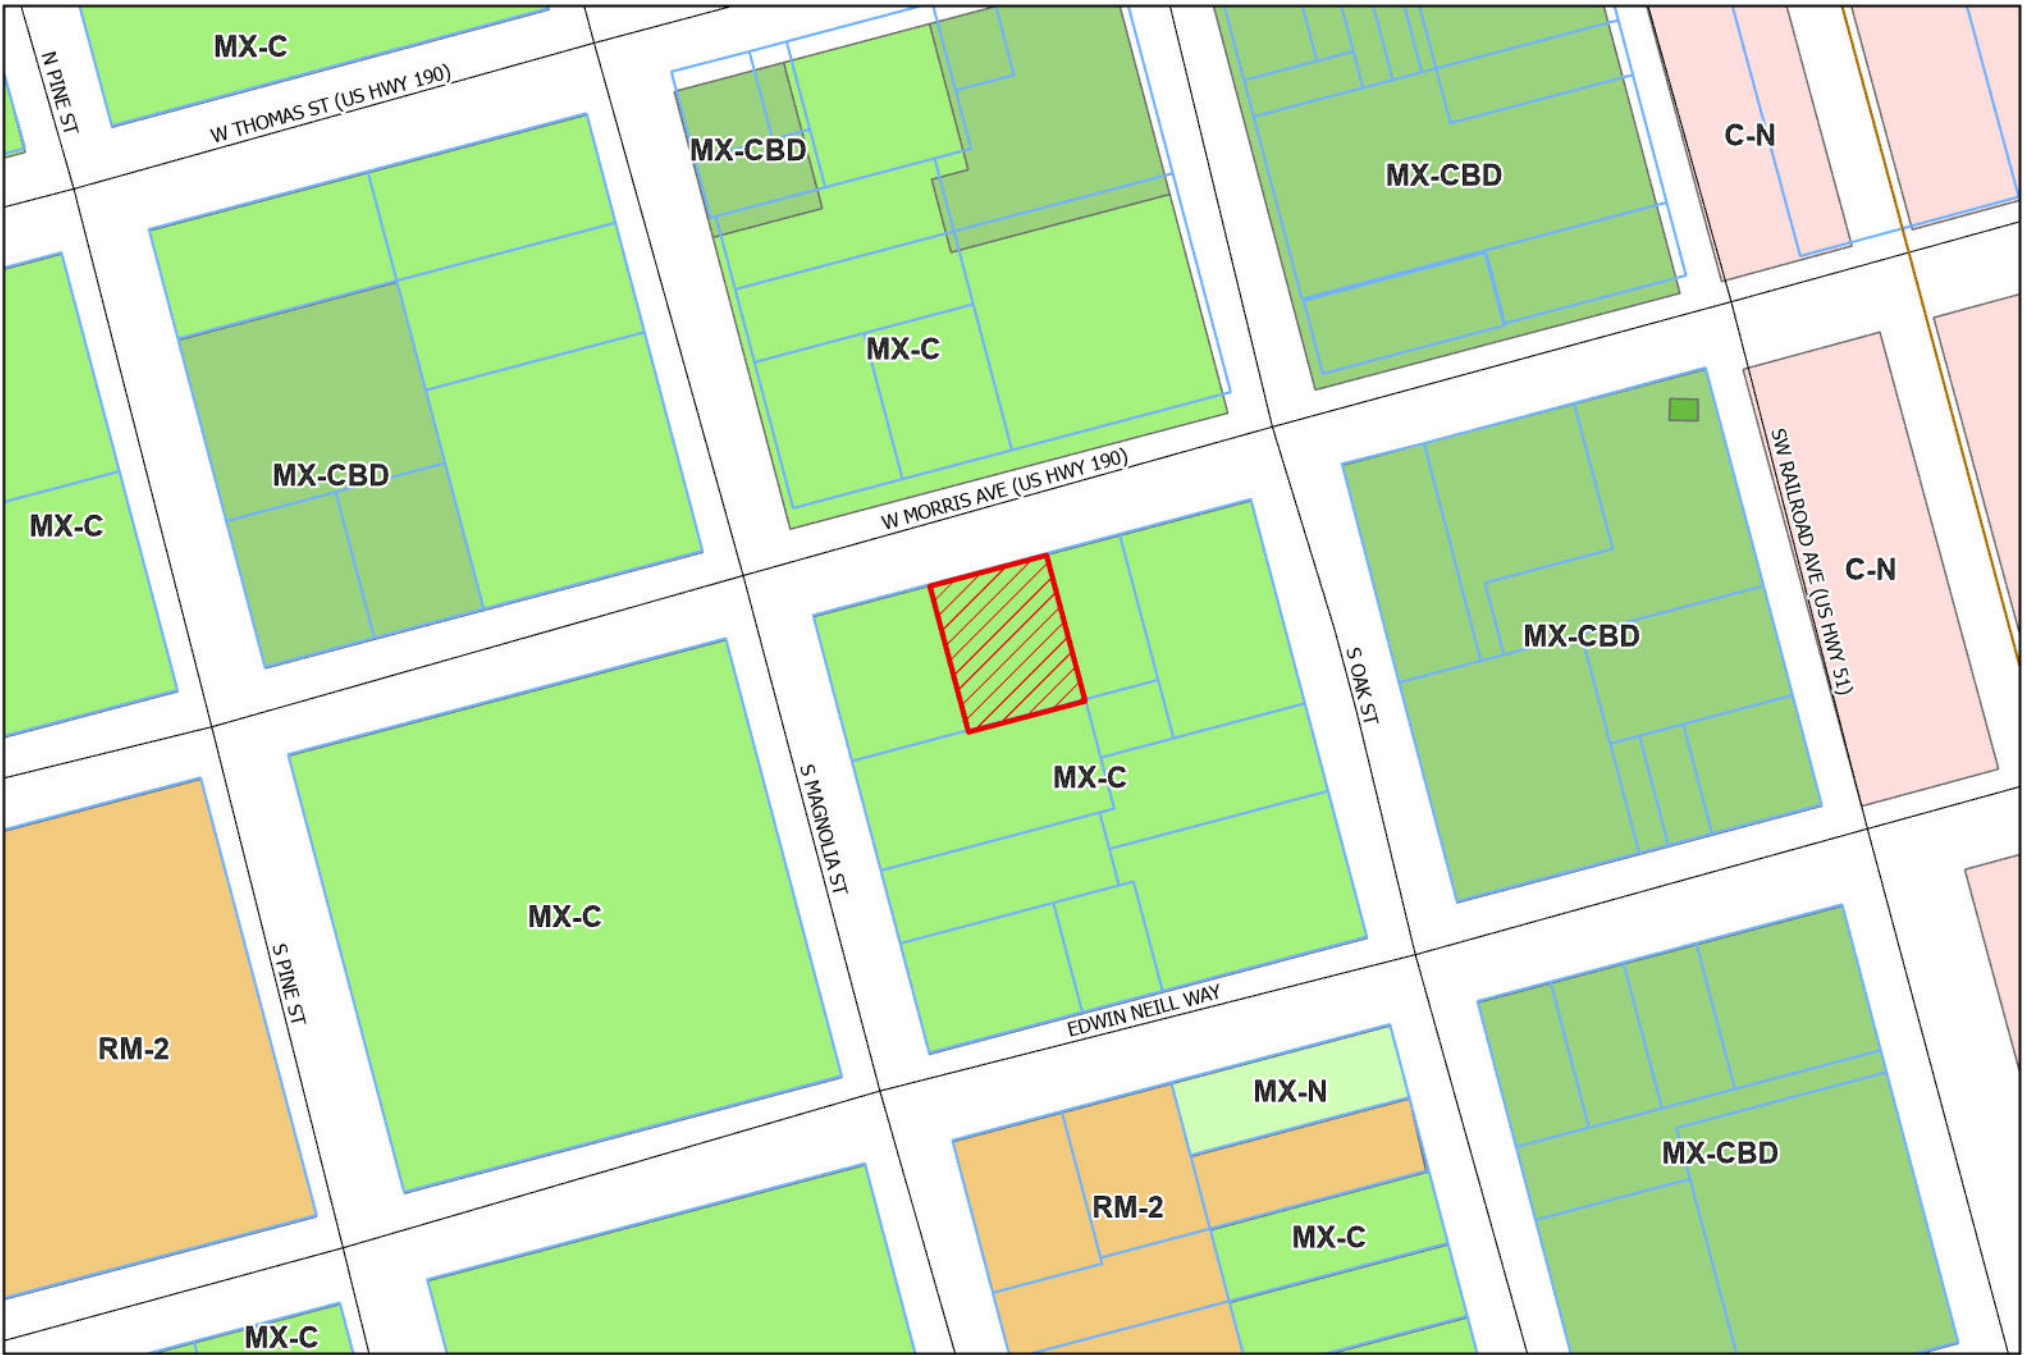 MX-C
N PINE ST
W THOMAS ST (US HWY 190)
MX-CBD
C-N
MX-CBD
MX-C
MX-CBD
MX-C
W MORRIS AVE (US HWY 190)
SW RAILROAD AVE (US HWY 51)
C-N
MX-CBD
S OAK ST
MX-C
S MAGNOLIA ST
MX-C
S PINE ST
EDWIN NEILL WAY
RM-2
MX-N
MX-CBD
RM-2
MX-C
MX-C